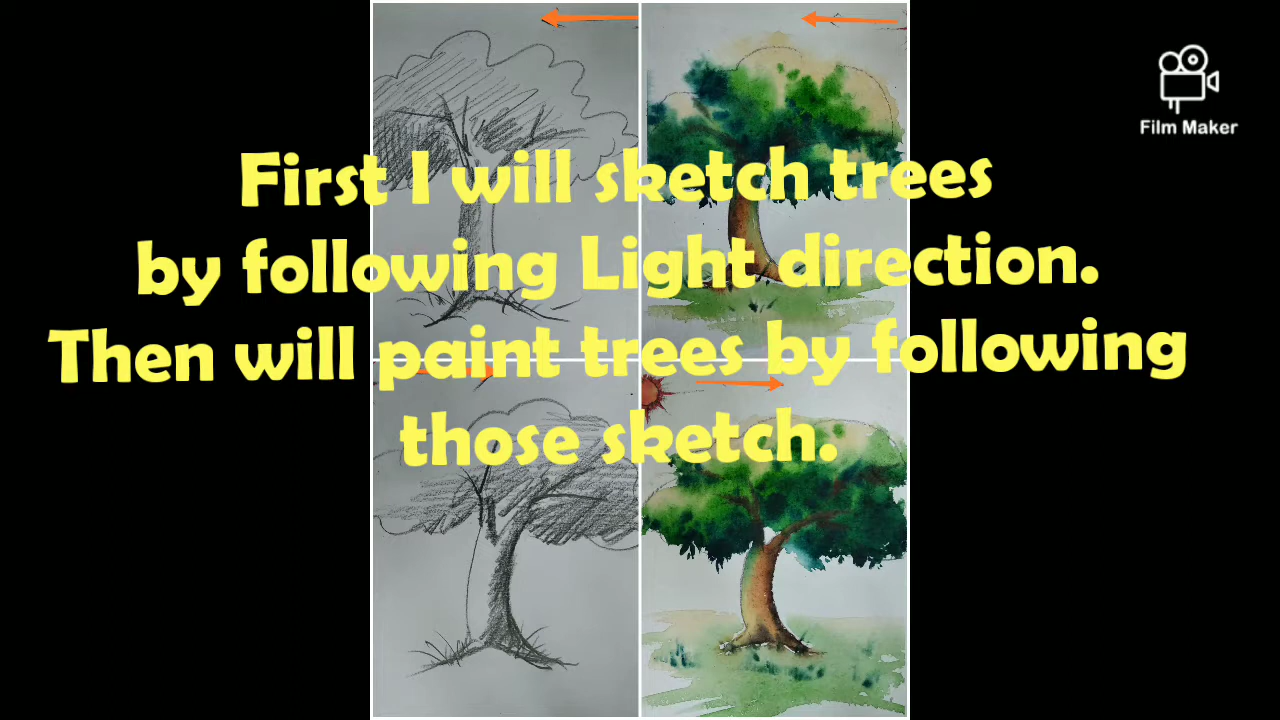 Film Maker
First I will sketch trees
by following Light direction.
Then will paint trees by following
those sketch.